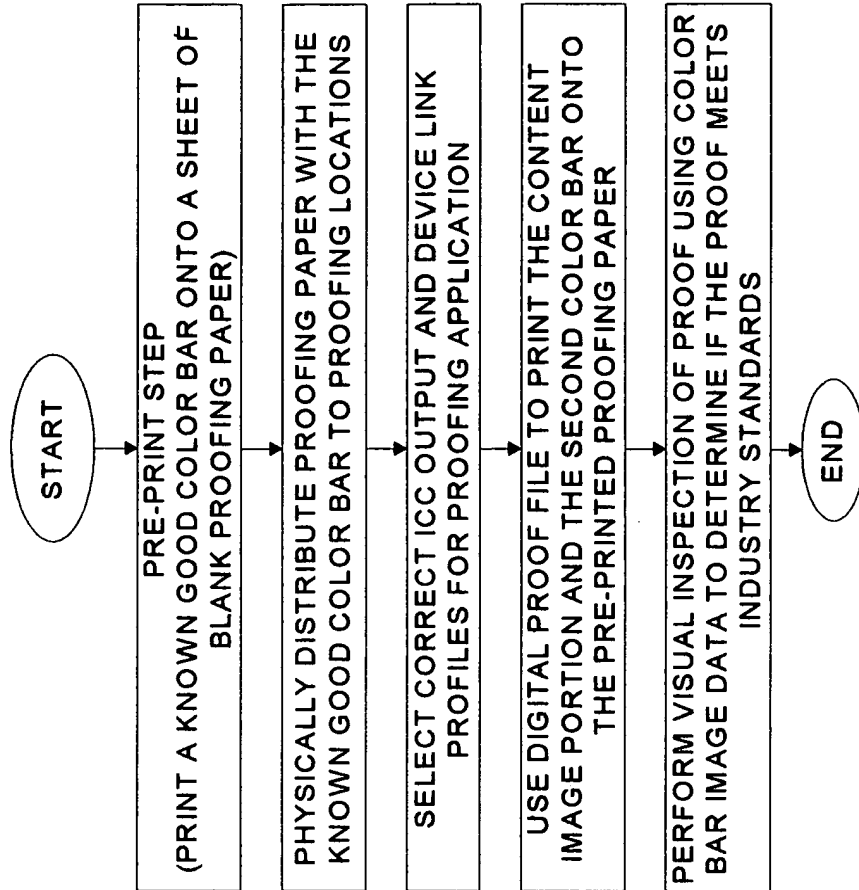 START
PRE-PRINT STEP
(PRINT A KNOWN GOOD COLOR BAR ONTO A SHEET OF
BLANK PROOFING PAPER)
PHYSICALLY DISTRIBUTE PROOFING PAPER WITH THE
KNOWN GOOD COLOR BAR TO PROOFING LOCATIONS
SELECT CORRECT ICC OUTPUT AND DEVICE LINK
PROFILES FOR PROOFING APPLICATION
USE DIGITAL PROOF FILE TO PRINT THE CONTENT
IMAGE PORTION AND THE SECOND COLOR BAR ONTO
THE PRE-PRINTED PROOFING PAPER
PERFORM VISUAL INSPECTION OF PROOF USING COLOR
BAR IMAGE DATA TO DETERMINE IF THE PROOF MEETS
INDUSTRY STANDARDS
END